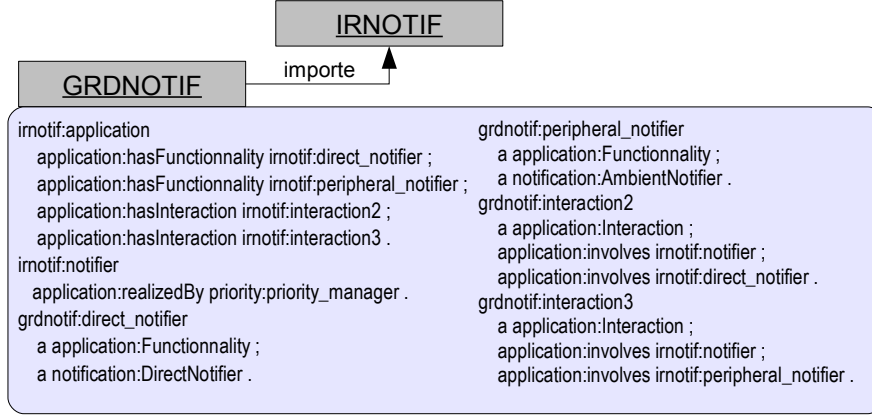 IRNOTIF
importe
GRDNOTIF
irnotif:application
application:hasFunctionnality irnotif:direct_notifier ;
application:hasFunctionnality irnotif:peripheral_notifier ;
application:hasInteraction irnotif:interaction2 ;
application:hasInteraction irnotif:interaction3 .
irnotif:notifier
application:realizedBy priority:priority_manager .
grdnotif:direct_notifier
a application:Functionnality ;
a notification:DirectNotifier .
grdnotif:peripheral_notifier
a application:Functionnality ;
a notification:AmbientNotifier .
grdnotif:interaction2
a application:Interaction ;
application:involves irnotif:notifier ;
application:involves irnotif:direct_notifier .
grdnotif:interaction3
a application:Interaction ;
application:involves irnotif:notifier ;
application:involves irnotif:peripheral_notifier .